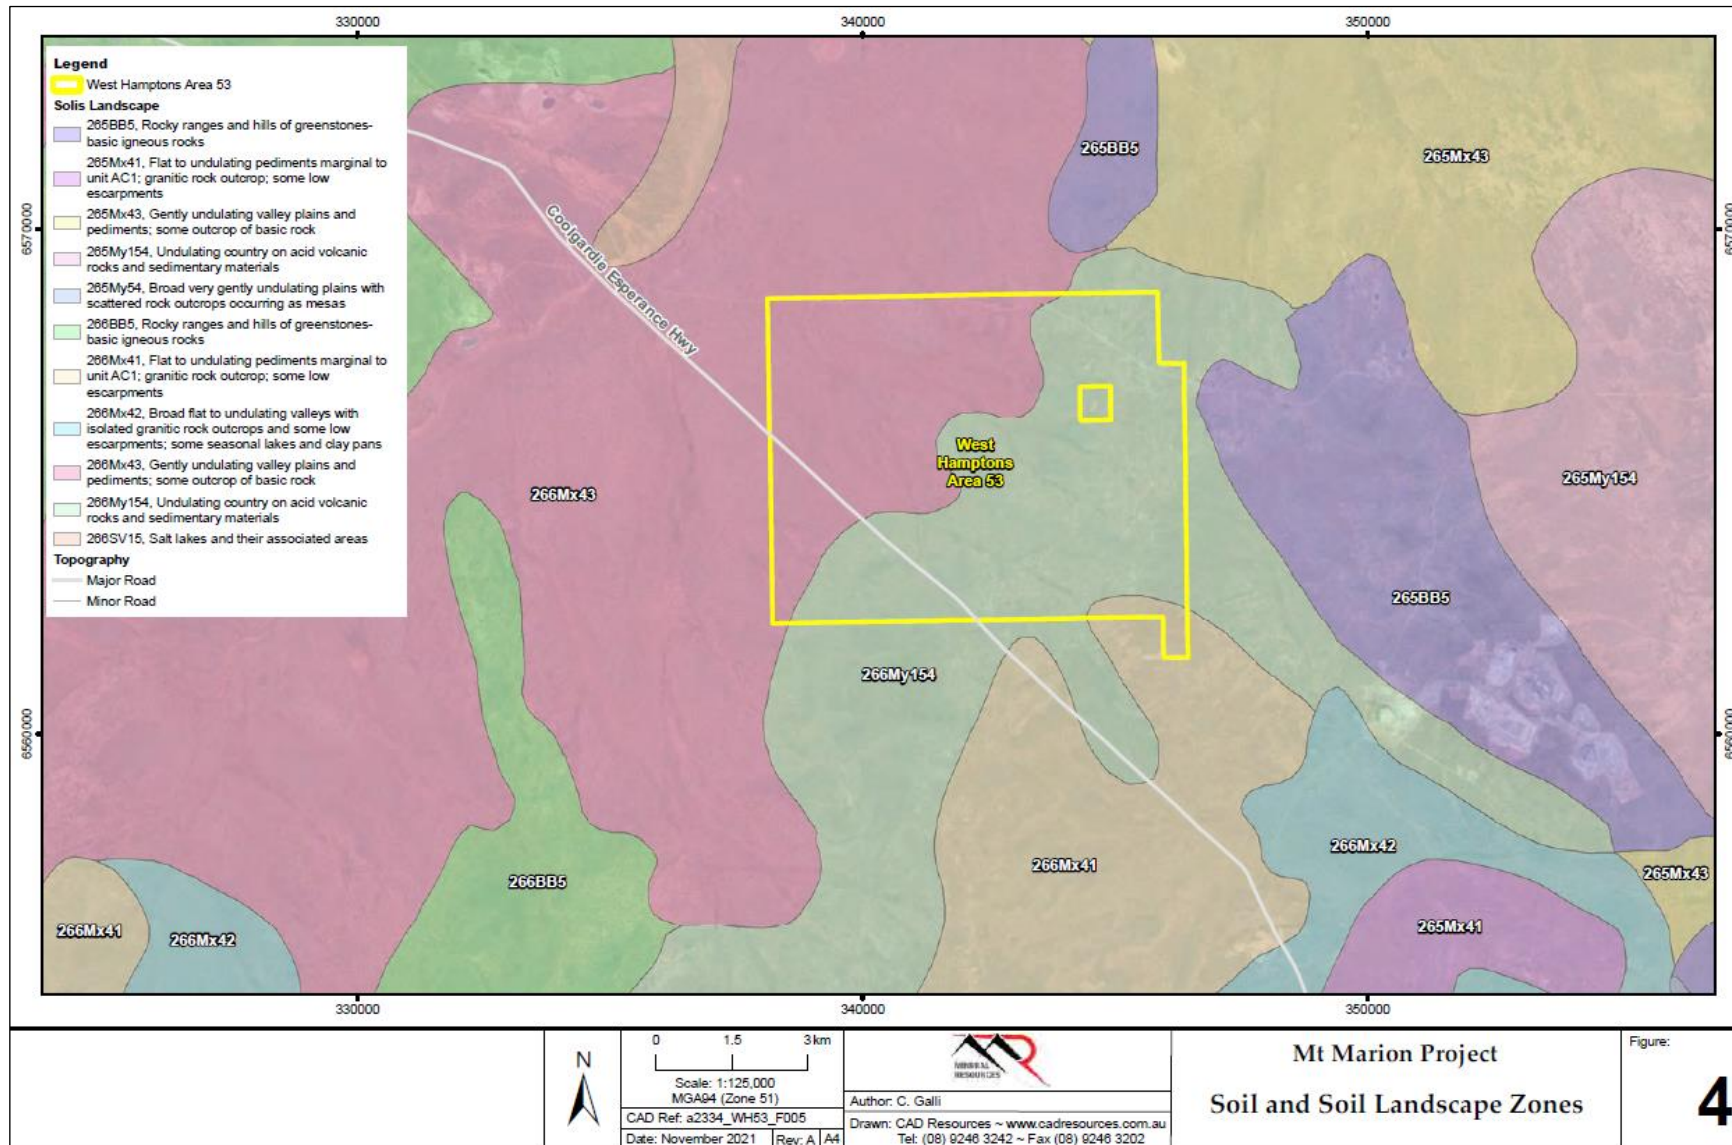 330000
340000
350000
Legend
West Hamptons Area 53
Solis Landscape
265BB5, Rocky ranges and hills of greenstones-
basic igneous rocks
265Mx41, Flat to undulating pediments marginal to
unit AC1; granitic rock outcrop; some low
escarpments
265Mx43, Gently undulating valley plains and
pediments; some outcrop of basic rock
265My154, Undulating country on acid volcanic
rocks and sedimentary materials
265My54, Broad very gently undulating plains with
scattered rock outcrops occurring as mesas
266BB5, Rocky ranges and hills of greenstones-
basic igneous rocks
266Mx41, Flat to undulating pediments marginal to
unit AC1; granitic rock outcrop; some low
escarpments
266Mx42, Broad flat to undulating valleys with
isolated granitic rock outcrops and some low
escarpments; some seasonal lakes and clay pans
266Mx43, Gently undulating valley plains and
pediments; some outcrop of basic rock
266My154, Undulating country on acid volcanic
rocks and sedimentary materials
266SV15, Salt lakes and their associated areas
Topography
Major Road
Minor Road
6570000
6570000
6560000
6560000
265BB5
265Mx43
Coolgardie Esperance Hwy
West
Hamptons
Area 53
265My154
266Mx43
265BB5
266My154
266Mx42
266Mx41
265Mx43
266BB5
266Mx41
266Mx42
265Mx41
330000
340000
350000
N
0 1.5 3km
Scale: 1:125,000
MGA94 (Zone 51)
CAD Ref: a2334_WH53_F005
Date: November 2021 Rev: A A4
MINERAL
RESOURCES
Author: C. Galli
Drawn: CAD Resources ~ www.cadresources.com.au
Tel: (08) 9246 3242 ~ Fax (08) 9246 3202
Mt Marion Project
Soil and Soil Landscape Zones
Figure:
4